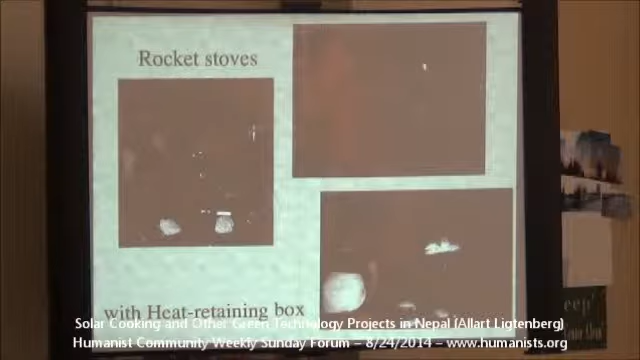 Rocket stoves
with Heat-retaining box
Solar Cooking and Other Green Technology Projects in Nepal (Allart Ligtenberg)
Humanist Community Weekly Sunday Forum – 8/24/2014 – www.humanists.org